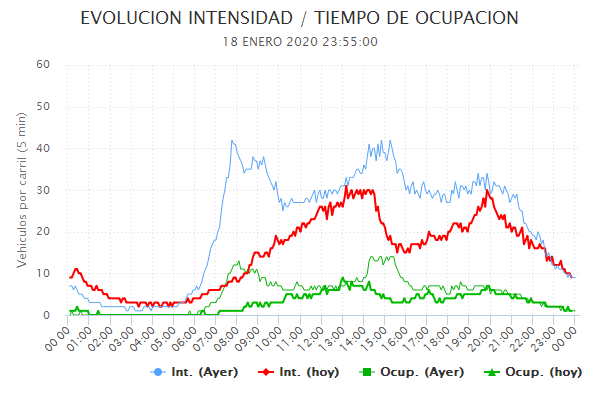 EVOLUCION INTENSIDAD / TIEMPO DE OCUPACION
18 ENERO 2020 23:55:00
Vehiculos por carril (5 min)
60
50
40
30
20
10
0
00:00 01:00 02:00 03:00 04:00 05:00 06:00 07:00 08:00 09:00 10:00 11:00 12:00 13:00 14:00 15:00 16:00 17:00 18:00 19:00 20:00 21:00 22:00 23:00 00:00
Int. (Ayer) Int. (hoy) Ocup. (Ayer) Ocup. (hoy)